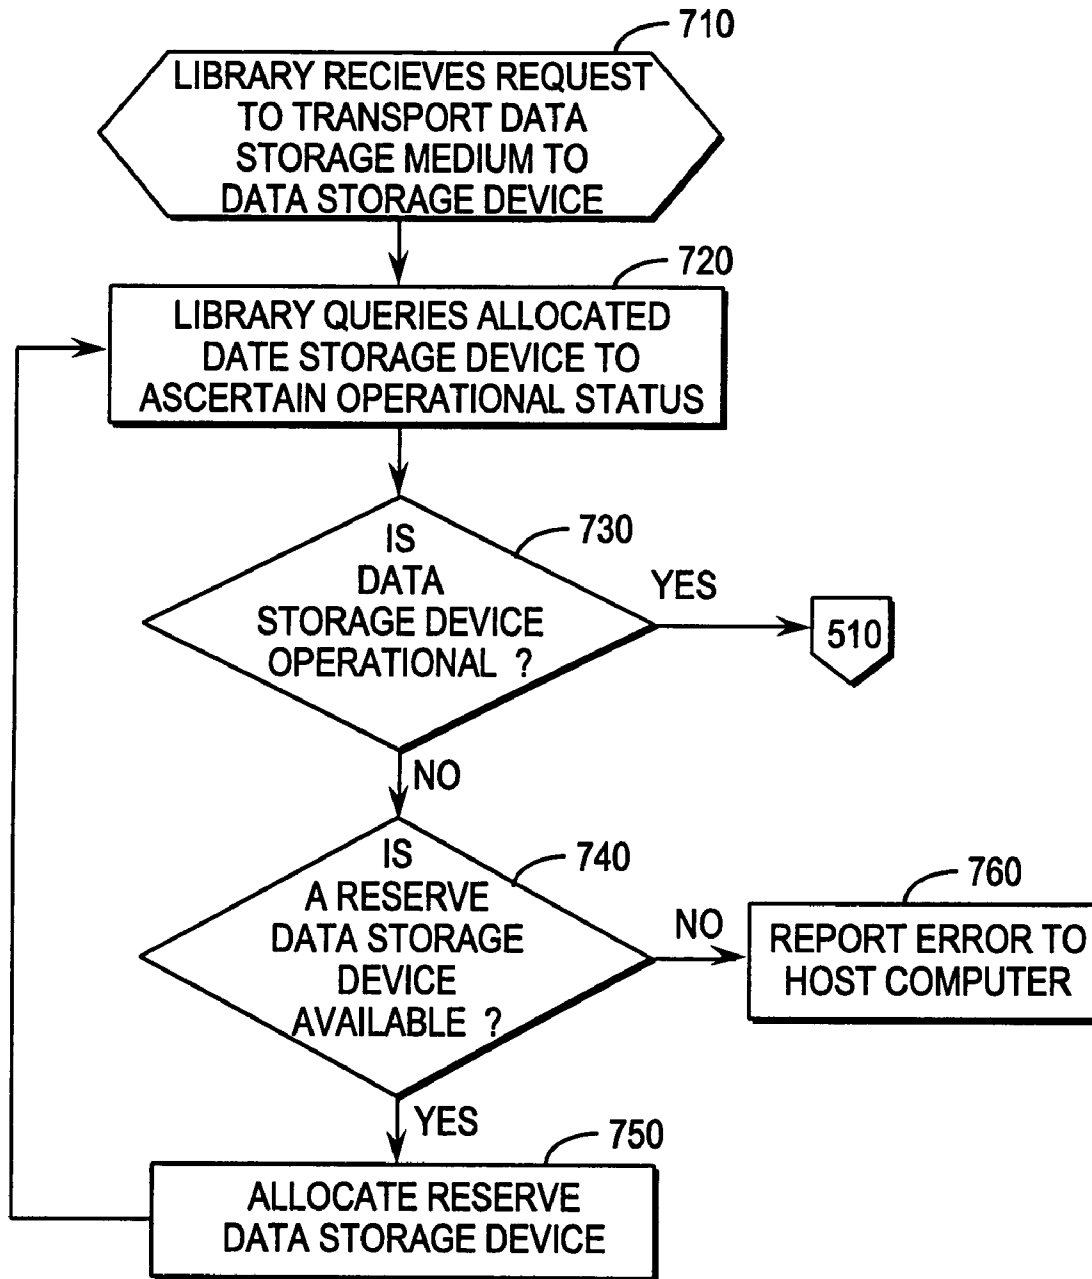 710
LIBRARY RECIEVES REQUEST
TO TRANSPORT DATA
STORAGE MEDIUM TO
DATA STORAGE DEVICE
720
LIBRARY QUERIES ALLOCATED
DATE STORAGE DEVICE TO
ASCERTAIN OPERATIONAL STATUS
730
IS
DATA
STORAGE DEVICE
OPERATIONAL ?
YES
510
NO
740
IS
A RESERVE
DATA STORAGE
DEVICE
AVAILABLE ?
NO
760
REPORT ERROR TO
HOST COMPUTER
YES
750
ALLOCATE RESERVE
DATA STORAGE DEVICE